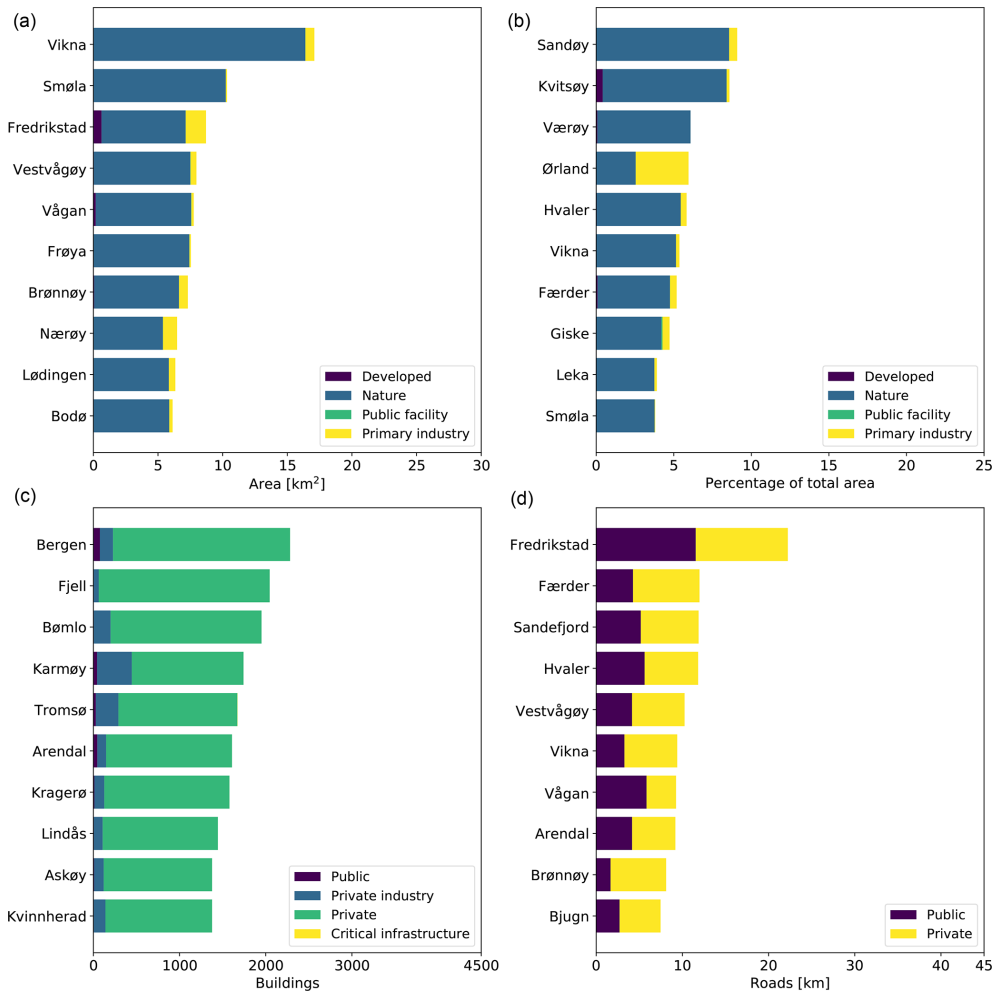 (a)
Vikna
Smøla
Fredrikstad
Vestvågøy
Vågan
Frøya
Brønnøy
Nærøy
Lødingen
Bodø
Developed
Nature
Public facility
Primary industry
0 5 10 15 20 25 30
Area [km²]
(b)
Sandøy
Kvitsøy
Værøy
Ørland
Hvaler
Vikna
Færder
Giske
Leka
Smøla
Developed
Nature
Public facility
Primary industry
0 5 10 15 20 25
Percentage of total area
(c)
Bergen
Fjell
Bømlo
Karmøy
Tromsø
Arendal
Kragerø
Lindås
Askøy
Kvinnherad
Public
Private industry
Private
Critical infrastructure
0 1000 2000 3000 4500
Buildings
(d)
Fredrikstad
Færder
Sandefjord
Hvaler
Vestvågøy
Vikna
Vågan
Arendal
Brønnøy
Bjugn
Public
Private
0 10 20 30 40 45
Roads [km]